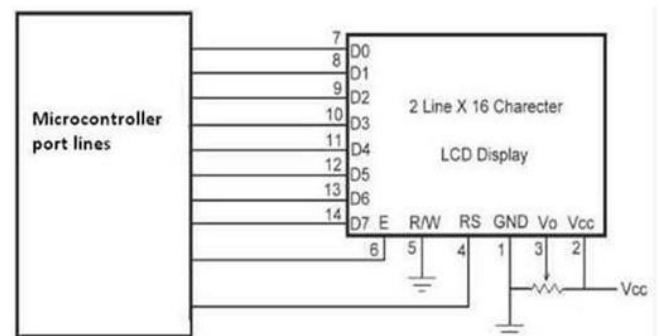 7
D0
8
D1
9
D2
10
D3
11
D4
12
D5
13
D6
14
D7 E R/W RS GND Vo Vcc
6 5 4 1 3 2
Microcontroller
port lines
2 Line X 16 Charecter
LCD Display
Vcc